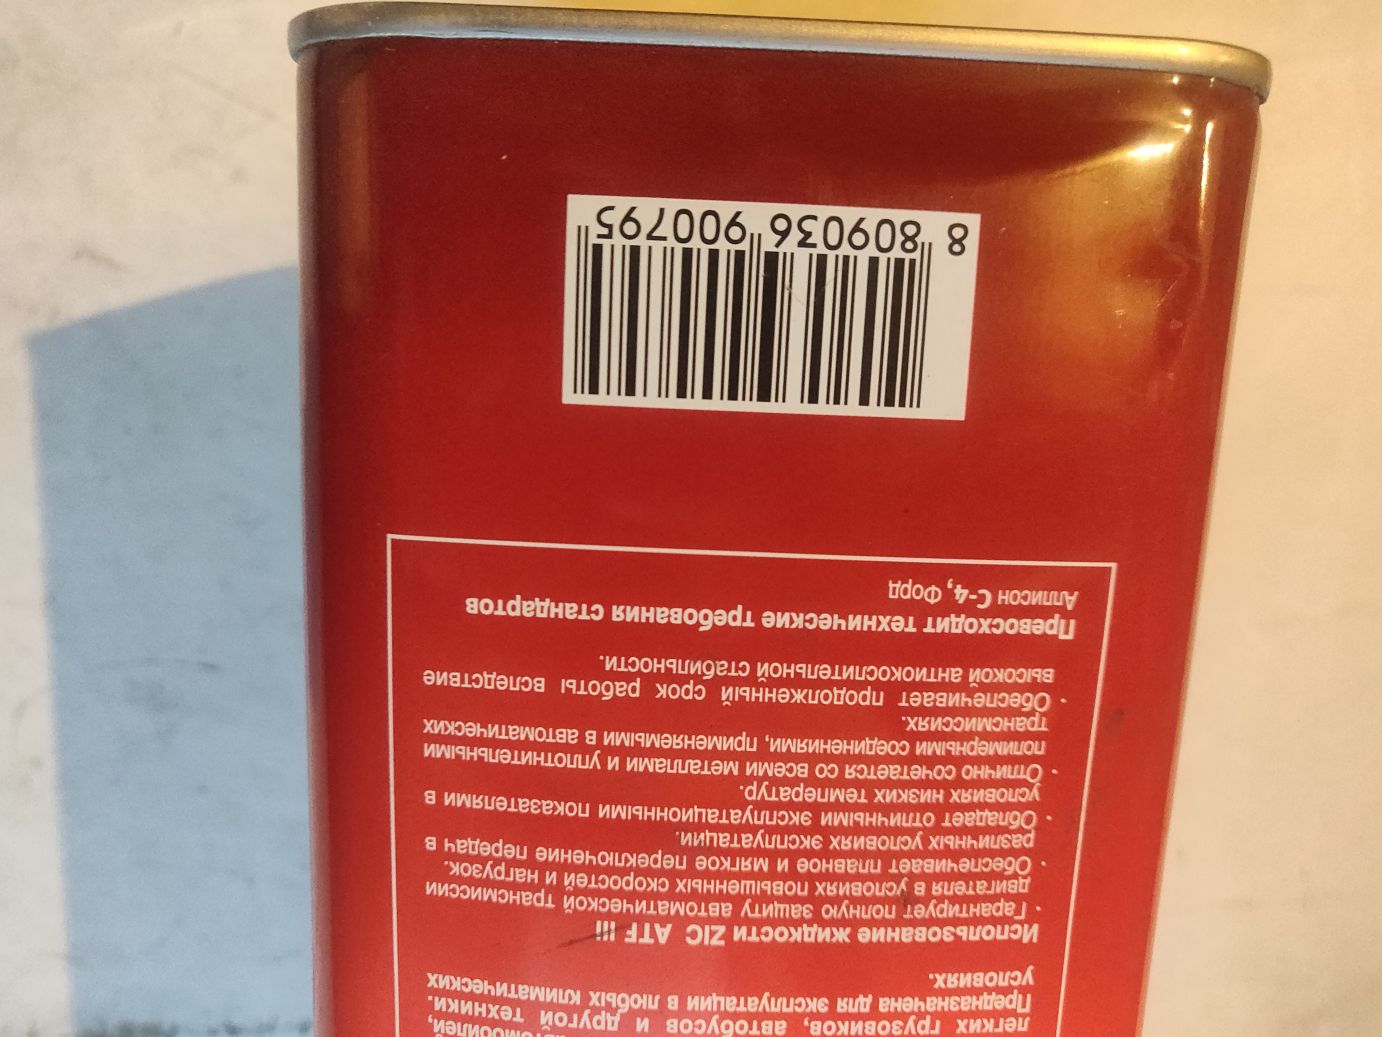 легких грузовиков, автобусов и другой техники.
Предназначена для эксплуатации в любых климатических
условиях.
Использование жидкости ZIC ATF III
· Гарантирует полную защиту автоматической трансмиссии
двигателя в условиях повышенных скоростей и нагрузок.
· Обеспечивает плавное и мягкое переключение передач в
различных условиях эксплуатации.
· Обладает отличными эксплуатационными показателями в
условиях низких температур.
· Отлично сочетается со всеми металлами и уплотнительными
полимерными соединениями, применяемыми в автоматических
трансмиссиях.
· Обеспечивает продолженный срок работы вследствие
высокой антиокислительной стабильности.
Превосходит технические требования стандартов
Аллисон С-4, Форд
8 809036 900795